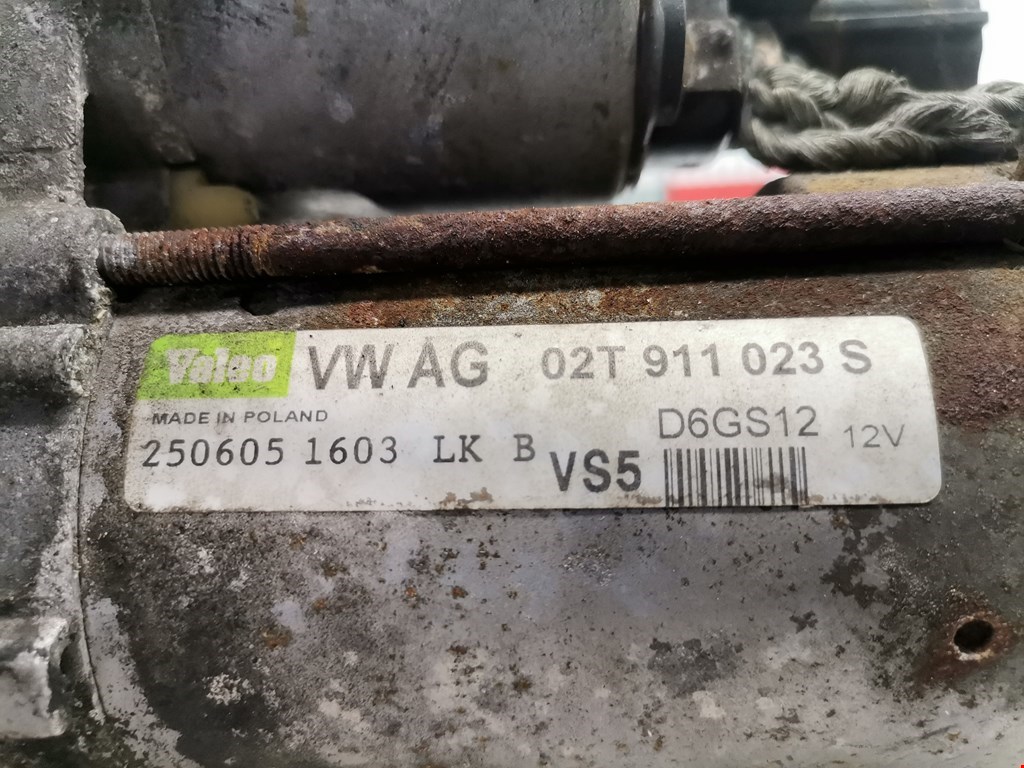 Valeo VW AG 02T 911 023 S
MADE IN POLAND D6GS12 12V
250605 1603 LK B VS5